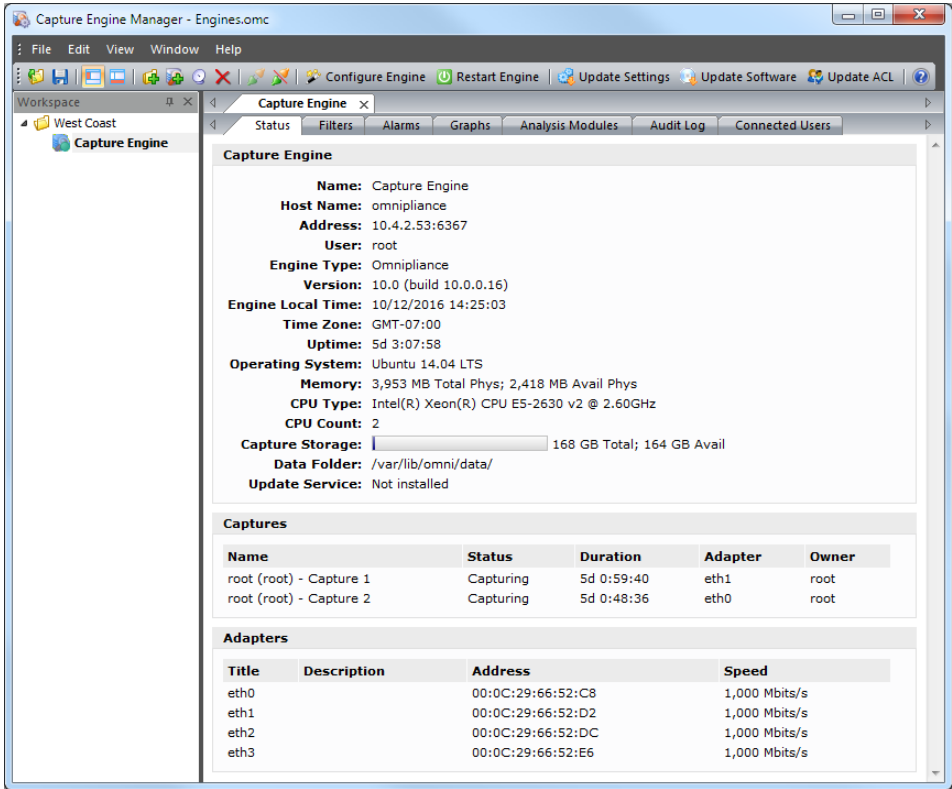 Capture Engine Manager - Engines.omc
File Edit View Window Help
Configure Engine Restart Engine Update Settings Update Software Update ACL
Workspace
West Coast
Capture Engine
Capture Engine
Status Filters Alarms Graphs Analysis Modules Audit Log Connected Users
Capture Engine
Name: Capture Engine
Host Name: omnipliance
Address: 10.4.2.53:6367
User: root
Engine Type: Omnipliance
Version: 10.0 (build 10.0.0.16)
Engine Local Time: 10/12/2016 14:25:03
Time Zone: GMT-07:00
Uptime: 5d 3:07:58
Operating System: Ubuntu 14.04 LTS
Memory: 3,953 MB Total Phys; 2,418 MB Avail Phys
CPU Type: Intel(R) Xeon(R) CPU E5-2630 v2 @ 2.60GHz
CPU Count: 2
Capture Storage: 168 GB Total; 164 GB Avail
Data Folder: /var/lib/omni/data/
Update Service: Not installed
Captures
Name Status Duration Adapter Owner
root (root) - Capture 1 Capturing 5d 0:59:40 eth1 root
root (root) - Capture 2 Capturing 5d 0:48:36 eth0 root
Adapters
Title Description Address Speed
eth0 00:0C:29:66:52:C8 1,000 Mbits/s
eth1 00:0C:29:66:52:D2 1,000 Mbits/s
eth2 00:0C:29:66:52:DC 1,000 Mbits/s
eth3 00:0C:29:66:52:E6 1,000 Mbits/s